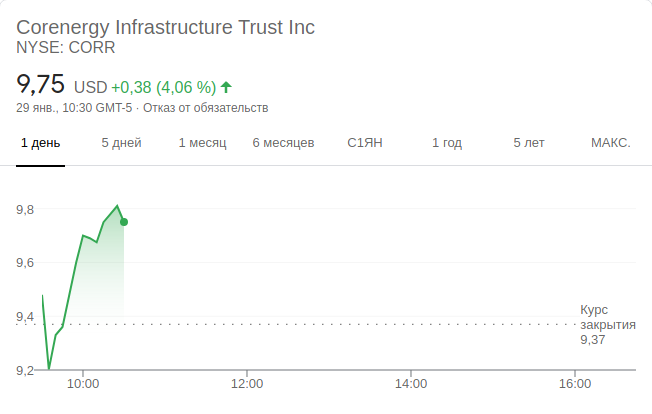 Corenergy Infrastructure Trust Inc
NYSE: CORR
9,75 USD +0,38 (4,06 %)
29 янв., 10:30 GMT-5 · Отказ от обязательств
1 день 5 дней 1 месяц 6 месяцев С1ЯН 1 год 5 лет МАКС.
9,8
9,6
9,4
9,2
Курс
закрытия
9,37
10:00 12:00 14:00 16:00